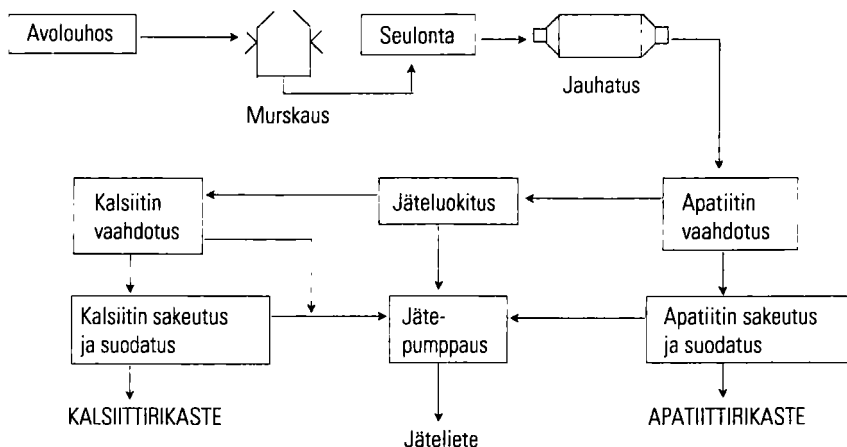 Avolouhos
Seulonta
Murskaus
Jauhatus
Kalsiitin
vaahdotus
Jäteluokitus
Apatiitin
vaahdotus
Kalsiitin sakeutus
ja suodatus
Jäte-
pumppaus
Apatiitin sakeutus
ja suodatus
KALSIITTIRIKASTE
Jäteliete
APATIITTIRIKASTE